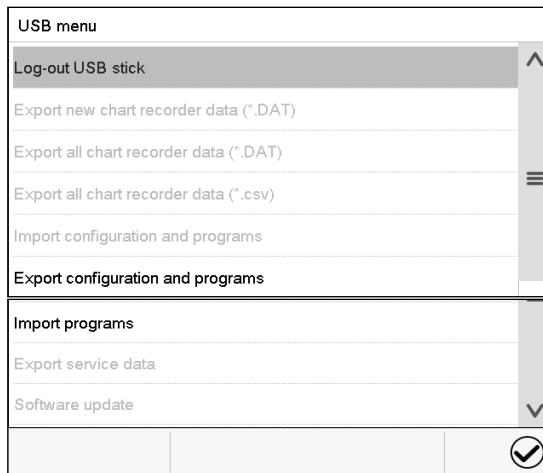 USB menu
Log-out USB stick
Export new chart recorder data (*.DAT)
Export all chart recorder data (*.DAT)
Export all chart recorder data (*.csv)
Import configuration and programs
Export configuration and programs
Import programs
Export service data
Software update